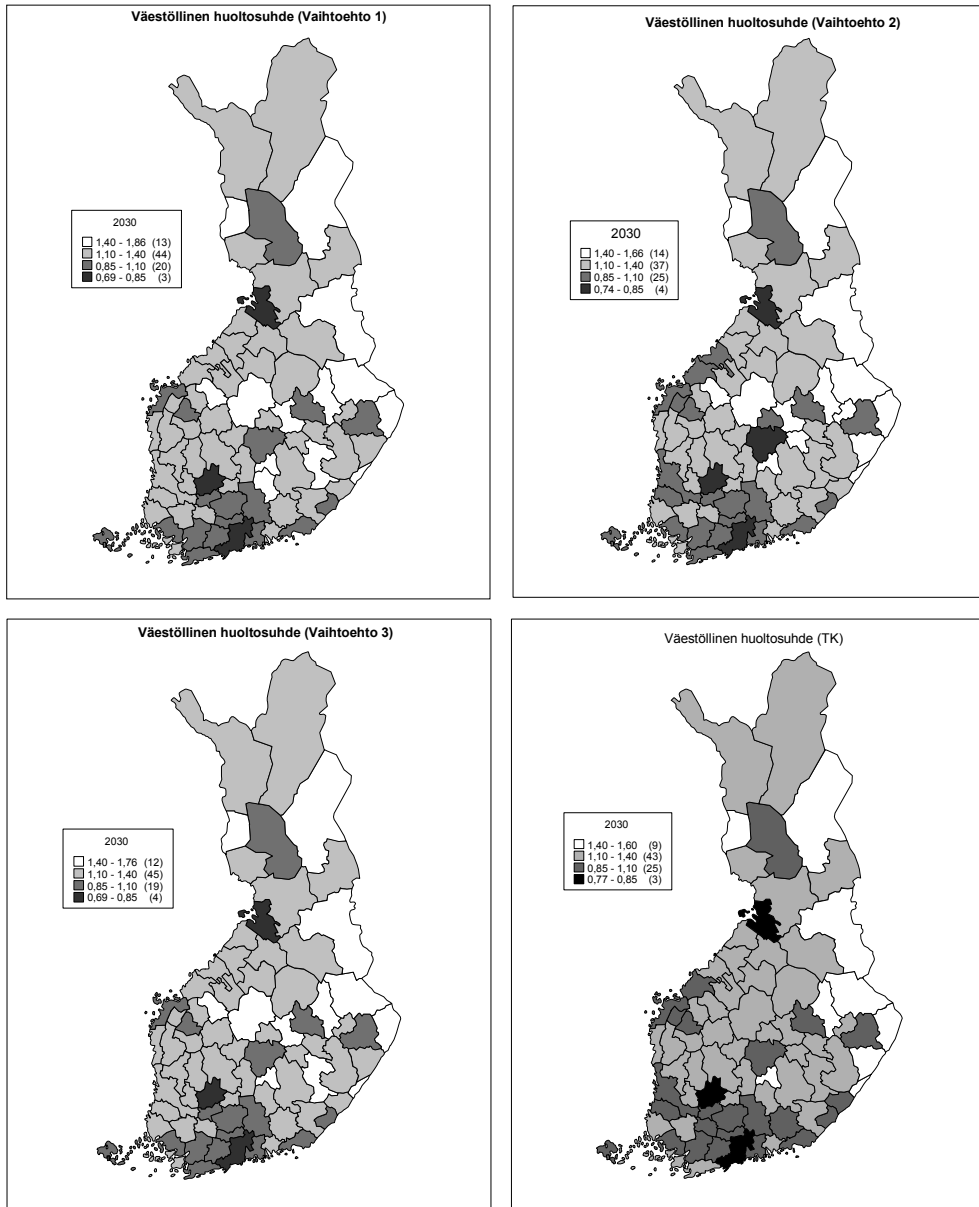 Väestöllinen huoltosuhde (Vaihtoehto 1)
2030
1,40 - 1,86 (13)
1,10 - 1,40 (44)
0,85 - 1,10 (20)
0,69 - 0,85 (3)
Väestöllinen huoltosuhde (Vaihtoehto 2)
2030
1,40 - 1,66 (14)
1,10 - 1,40 (37)
0,85 - 1,10 (25)
0,74 - 0,85 (4)
Väestöllinen huoltosuhde (Vaihtoehto 3)
2030
1,40 - 1,76 (12)
1,10 - 1,40 (45)
0,85 - 1,10 (19)
0,69 - 0,85 (4)
Väestöllinen huoltosuhde (TK)
2030
1,40 - 1,60 (9)
1,10 - 1,40 (43)
0,85 - 1,10 (25)
0,77 - 0,85 (3)